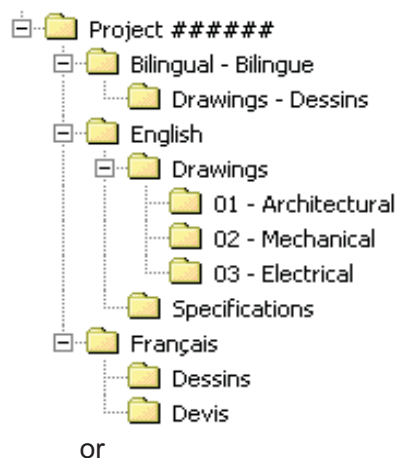 Project ######
Bilingual - Bilingue
Drawings - Dessins
English
Drawings
01 - Architectural
02 - Mechanical
03 - Electrical
Specifications
Français
Dessins
Devis
or